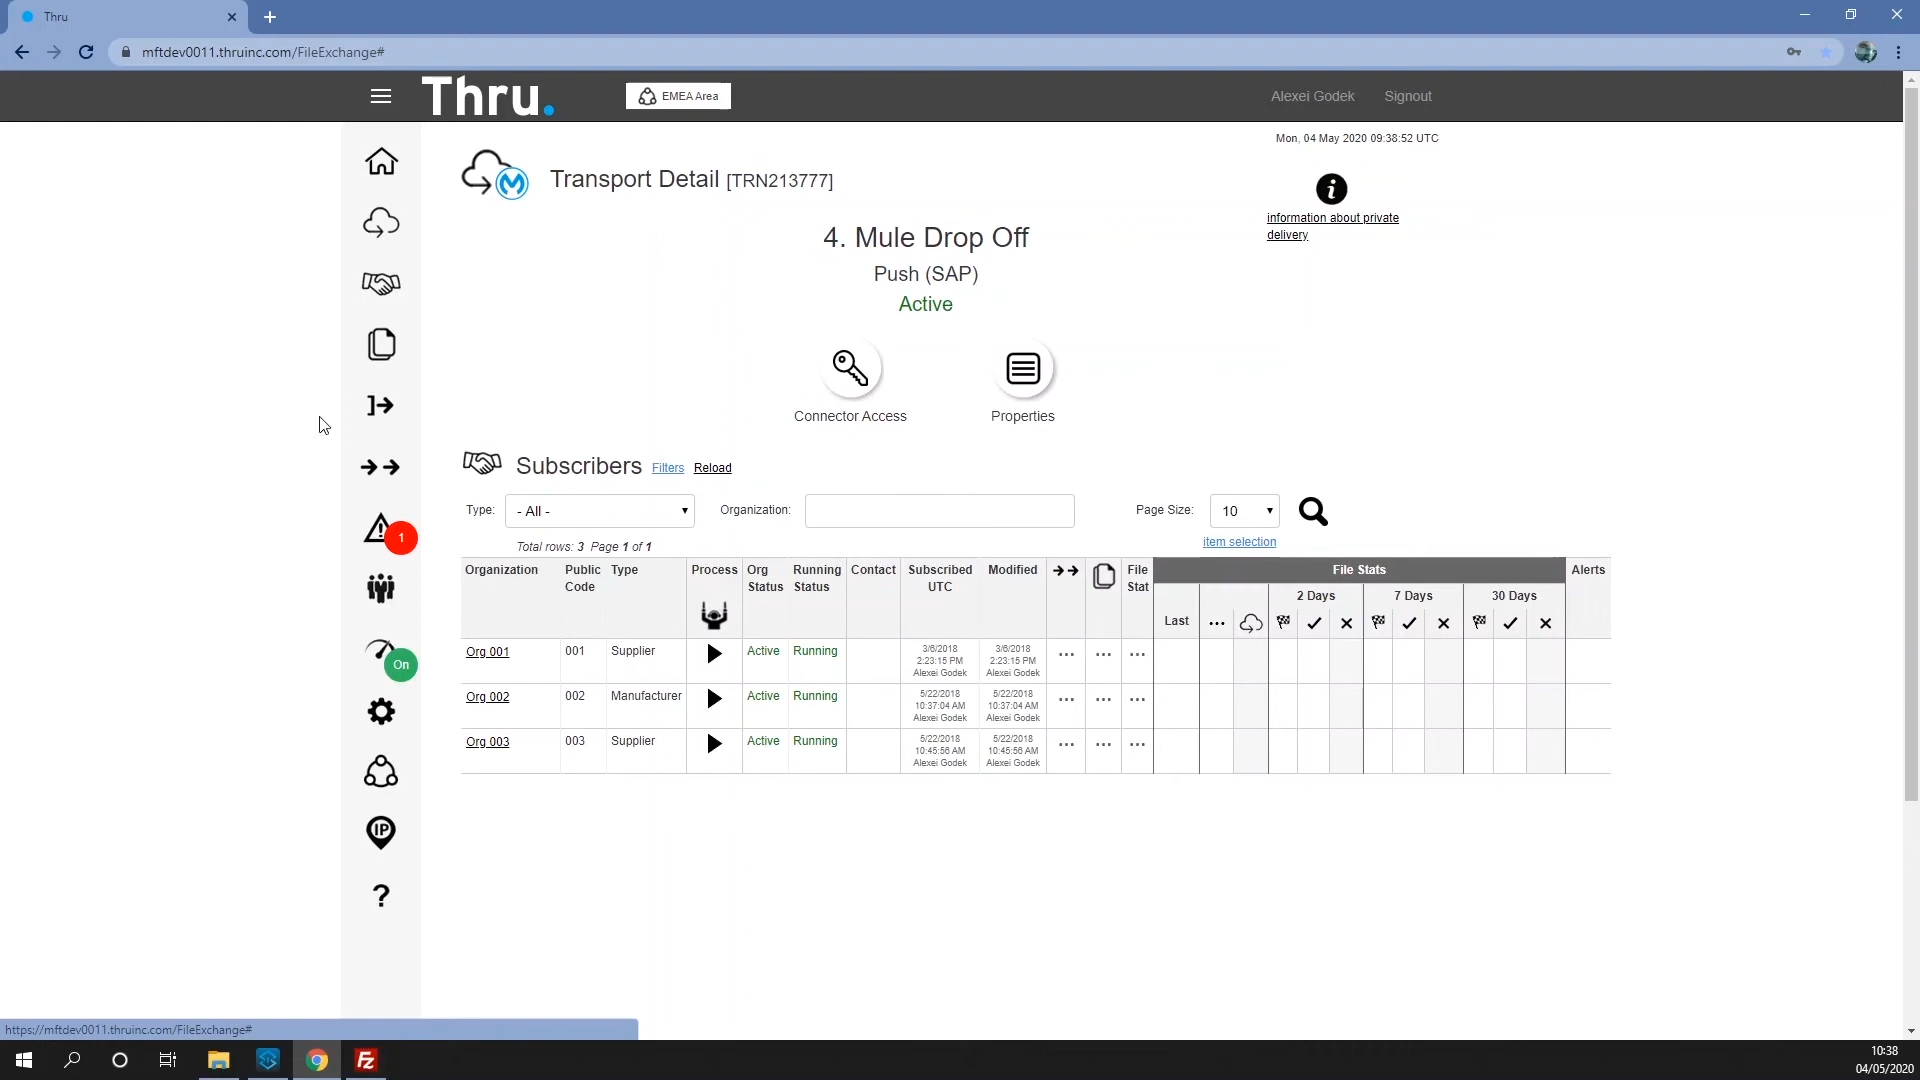 Thru
mftdev0011.thruinc.com/FileExchange#
Thru.
EMEA Area
Alexei Godek
Signout
Mon, 04 May 2020 09:38:52 UTC
Transport Detail [TRN213777]
information about private
delivery
4. Mule Drop Off
Push (SAP)
Active
Connector Access
Properties
Subscribers Filters Reload
Type: - All - Organization: Page Size: 10
Total rows: 3 Page 1 of 1
item selection
Organization Public Type Process Org Running Contact Subscribed Modified File File Stats Alerts
Code Status Status UTC Stat
2 Days 7 Days 30 Days
Last ...
Org 001 001 Supplier Active Running 3/6/2018 3/6/2018 ... ... ...
2:23:15 PM 2:23:15 PM
Alexei Godek Alexei Godek
Org 002 002 Manufacturer Active Running 5/22/2018 5/22/2018 ... ... ...
10:37:04 AM 10:37:04 AM
Alexei Godek Alexei Godek
Org 003 003 Supplier Active Running 5/22/2018 5/22/2018 ... ... ...
10:45:56 AM 10:45:56 AM
Alexei Godek Alexei Godek
1
On
IP
?
https://mftdev0011.thruinc.com/FileExchange#
Fz
10:38
04/05/2020